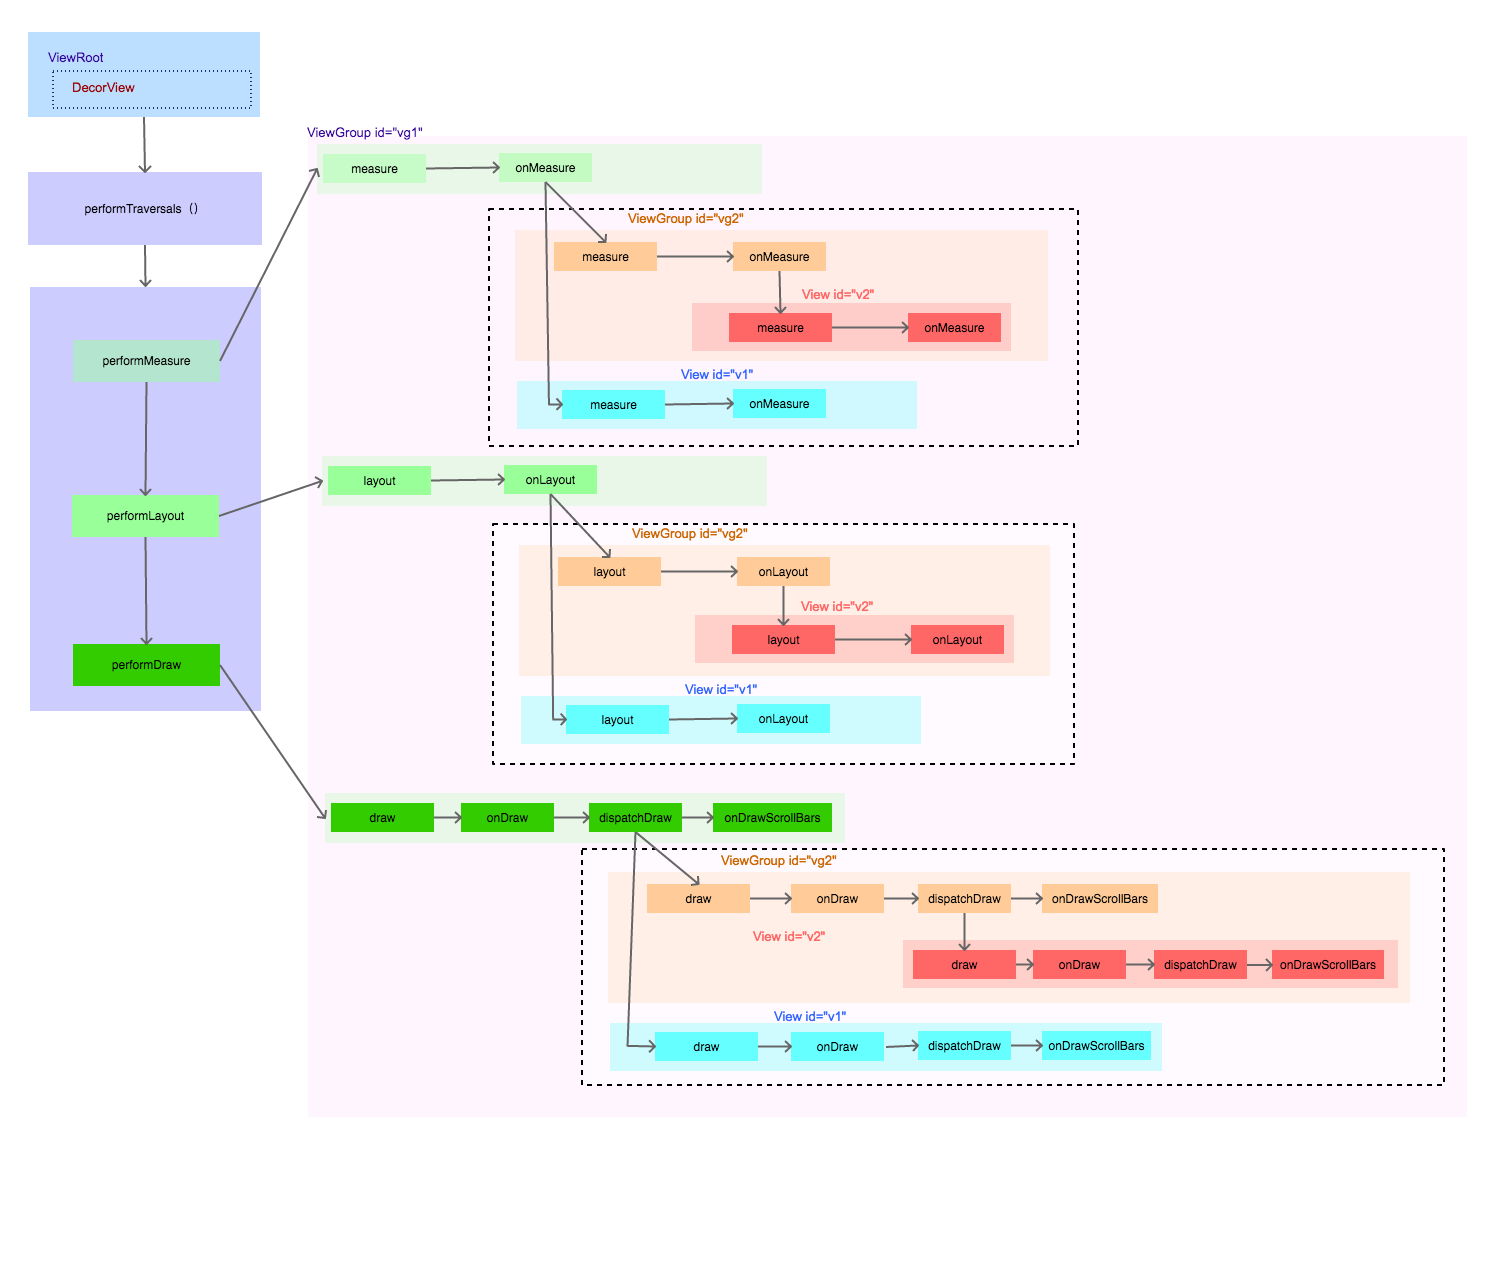 ViewRoot
DecorView
performTraversals ()
performMeasure
performLayout
performDraw
ViewGroup id="vg1"
measure onMeasure
ViewGroup id="vg2"
measure onMeasure
View id="v2"
measure onMeasure
View id="v1"
measure onMeasure
layout onLayout
ViewGroup id="vg2"
layout onLayout
View id="v2"
layout onLayout
View id="v1"
layout onLayout
draw onDraw dispatchDraw onDrawScrollBars
ViewGroup id="vg2"
draw onDraw dispatchDraw onDrawScrollBars
View id="v2"
draw onDraw dispatchDraw onDrawScrollBars
View id="v1"
draw onDraw dispatchDraw onDrawScrollBars